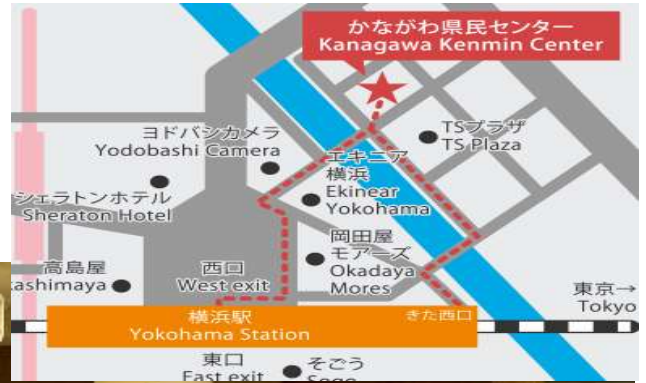 かながわ県民センター
Kanagawa Kenmin Center
ヨドバシカメラ
Yodobashi Camera
TSプラザ
TS Plaza
エキニア
横浜
Ekinear
Yokohama
シェラトンホテル
Sheraton Hotel
岡田屋
モアーズ
Okadaya
Mores
高島屋
kashimaya
西口
West exit
東京→
Tokyo
横浜駅
Yokohama Station
きた西口
東口
East exit
そごう
Sogo